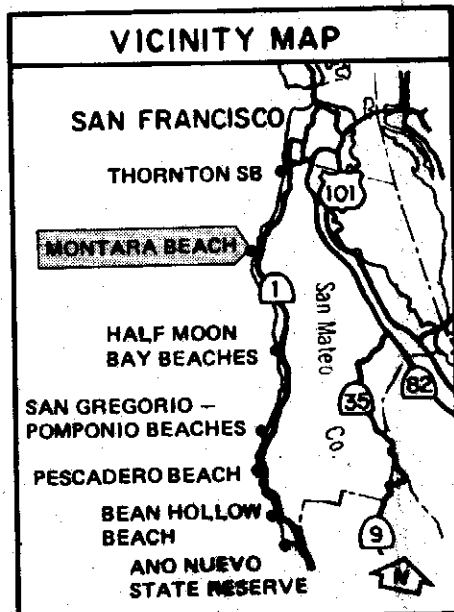 VICINITY MAP
SAN FRANCISCO
THORNTON SB
101
MONTARA BEACH
1
San Mateo Co.
HALF MOON
BAY BEACHES
82
35
SAN GREGORIO –
POMPONIO BEACHES
PESCADERO BEACH
BEAN HOLLOW
BEACH
9
ANO NUEVO
STATE RESERVE
N